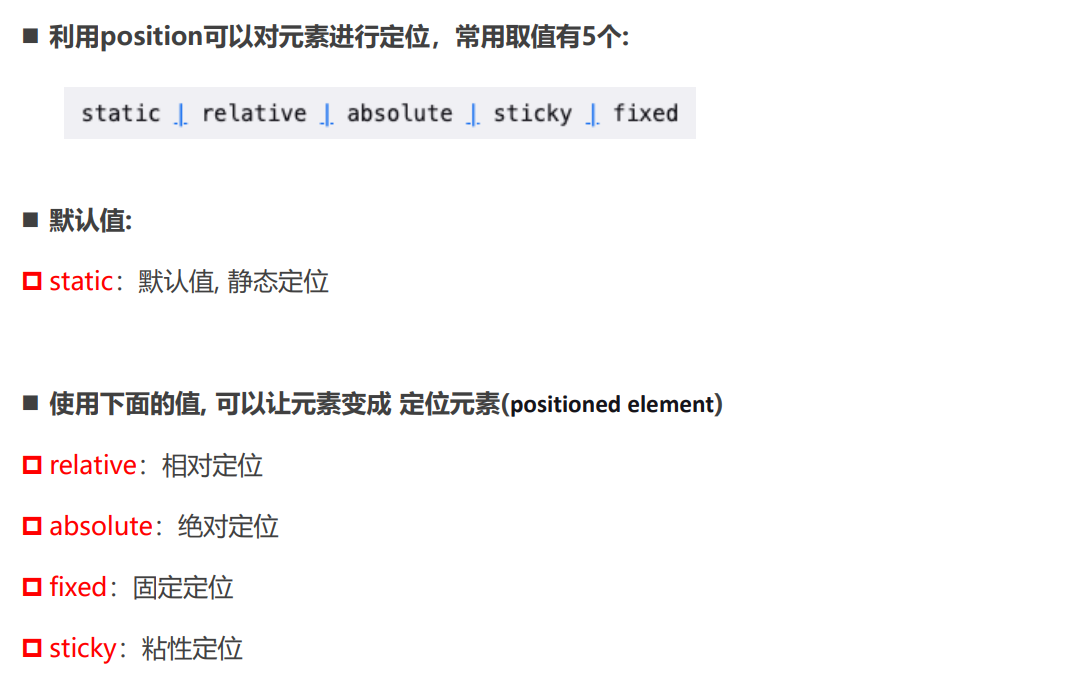 利用position可以对元素进行定位，常用取值有5个:
static | relative | absolute | sticky | fixed
默认值:
static：默认值, 静态定位
使用下面的值, 可以让元素变成 定位元素(positioned element)
relative：相对定位
absolute：绝对定位
fixed：固定定位
sticky：粘性定位